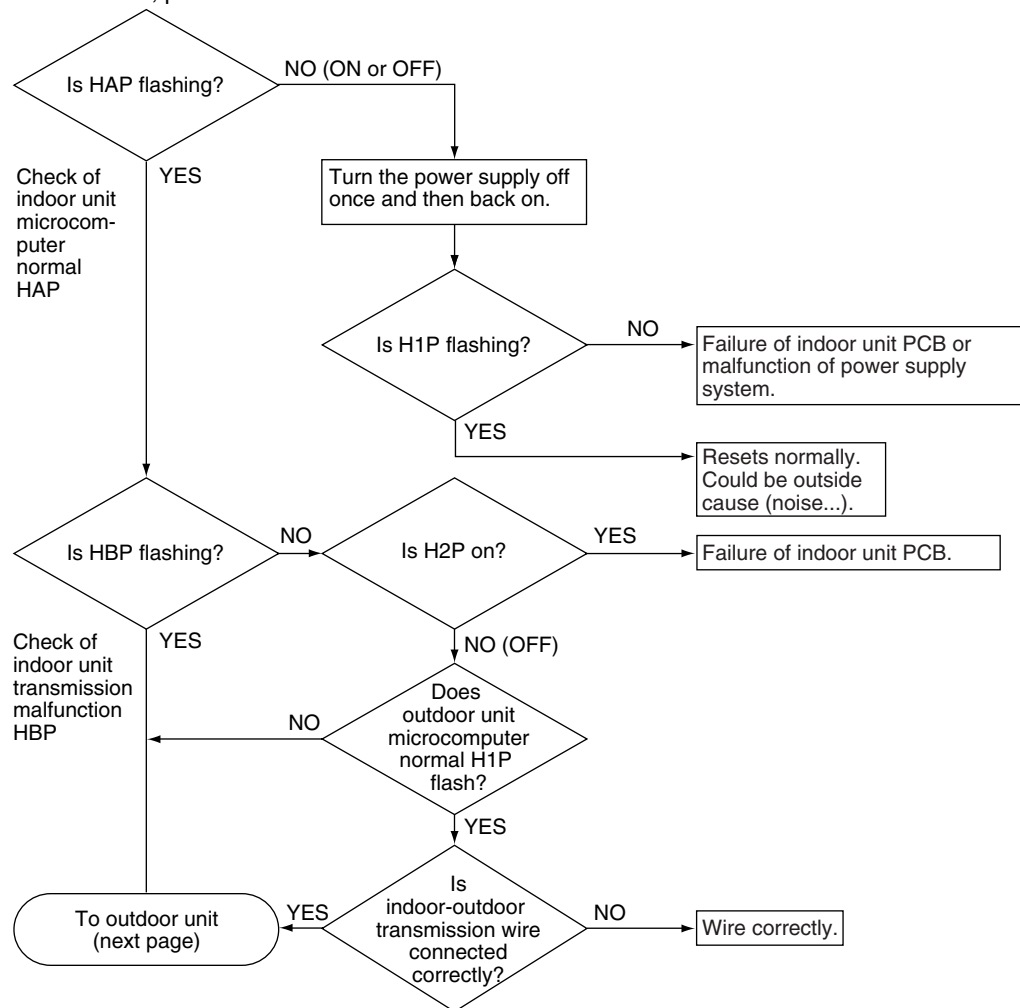 Is HAP flashing?
NO (ON or OFF)
YES
Check of
indoor unit
microcom-
puter
normal
HAP
Turn the power supply off
once and then back on.
Is H1P flashing?
NO
Failure of indoor unit PCB or
malfunction of power supply
system.
YES
Resets normally.
Could be outside
cause (noise...).
Is HBP flashing?
NO
Is H2P on?
YES
Failure of indoor unit PCB.
YES
Check of
indoor unit
transmission
malfunction
HBP
NO (OFF)
Does
outdoor unit
microcomputer
normal H1P
flash?
NO
YES
Is
indoor-outdoor
transmission wire
connected
correctly?
YES
To outdoor unit
(next page)
NO
Wire correctly.